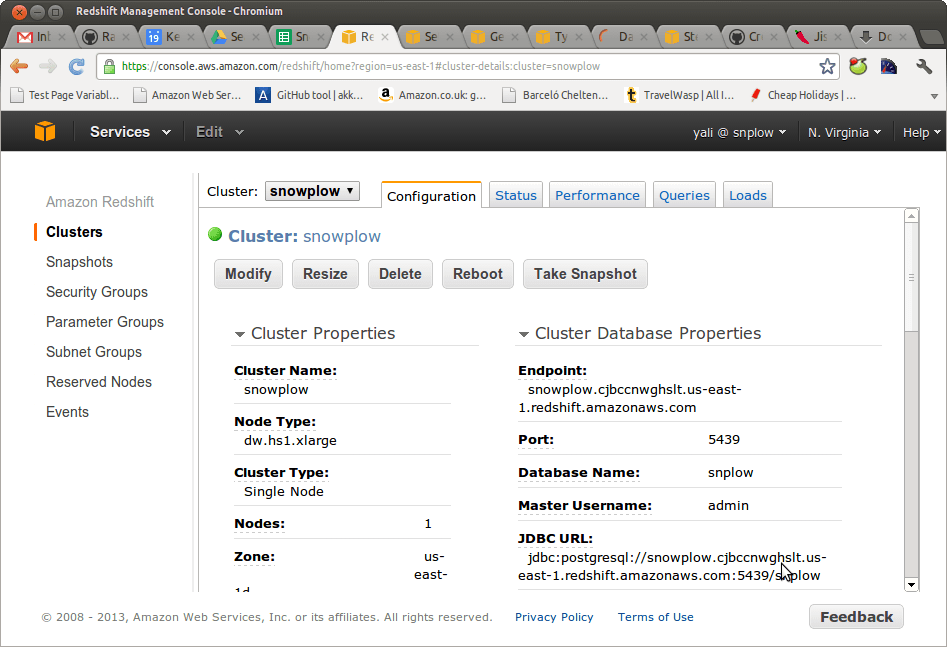 Redshift Management Console - Chromium
Int
Ra
19 Ke
Se
Sn
Re
Se
Ge
Ty
Da
Sto
Cr
Jis
Do
https://console.aws.amazon.com/redshift/home?region=us-east-1#cluster-details:cluster=snowplow
Test Page Variabl...
Amazon Web Ser...
A GitHub tool | akk...
a Amazon.co.uk: g...
Barceló Chelten...
t TravelWasp | All I...
Cheap Holidays | ...
Services
Edit
yali @ snplow
N. Virginia
Help
Amazon Redshift
Clusters
Snapshots
Security Groups
Parameter Groups
Subnet Groups
Reserved Nodes
Events
Cluster: snowplow
Configuration
Status
Performance
Queries
Loads
Cluster: snowplow
Modify
Resize
Delete
Reboot
Take Snapshot
Cluster Properties
Cluster Name:
snowplow
Node Type:
dw.hs1.xlarge
Cluster Type:
Single Node
Nodes: 1
Zone: us-
east-
1d
Cluster Database Properties
Endpoint:
snowplow.cjbccnwghslt.us-east-
1.redshift.amazonaws.com
Port: 5439
Database Name: snplow
Master Username: admin
JDBC URL:
jdbc:postgresql://snowplow.cjbccnwghslt.us-
east-1.redshift.amazonaws.com:5439/snplow
© 2008 - 2013, Amazon Web Services, Inc. or its affiliates. All rights reserved.
Privacy Policy
Terms of Use
Feedback